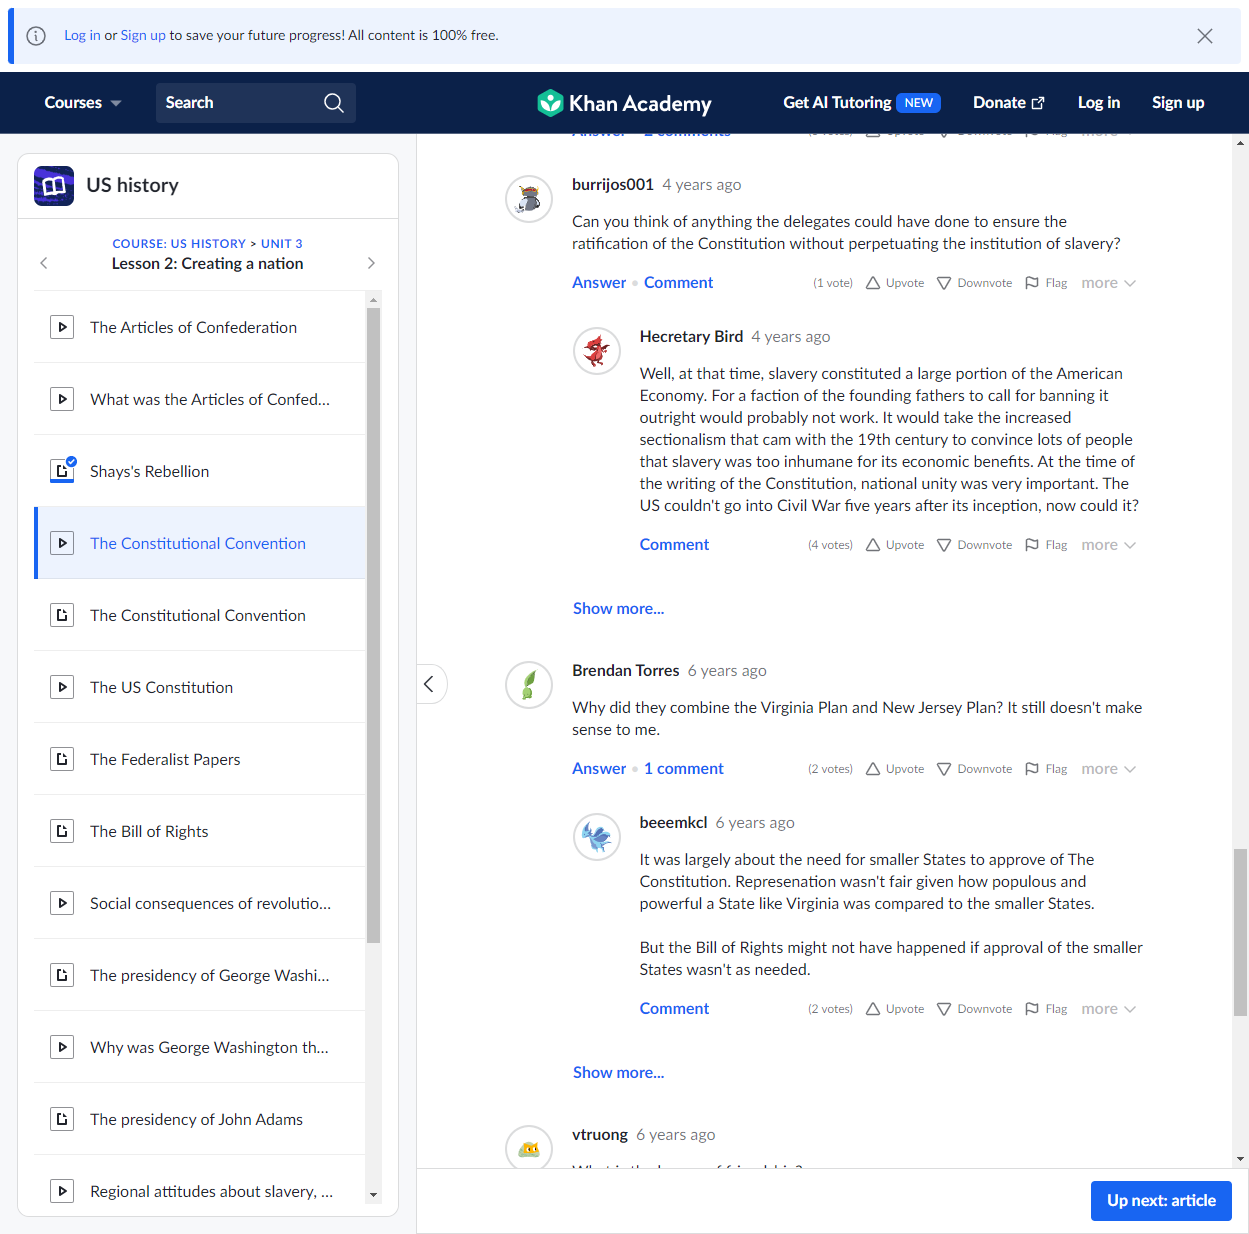 Log in or Sign up to save your future progress! All content is 100% free.
Courses
Search
Khan Academy
Get AI Tutoring NEW
Donate
Log in
Sign up
US history
COURSE: US HISTORY > UNIT 3
Lesson 2: Creating a nation
The Articles of Confederation
What was the Articles of Confed...
Shays's Rebellion
The Constitutional Convention
The Constitutional Convention
The US Constitution
The Federalist Papers
The Bill of Rights
Social consequences of revolutio...
The presidency of George Washi...
Why was George Washington th...
The presidency of John Adams
Regional attitudes about slavery, ...
burrijos001 4 years ago
Can you think of anything the delegates could have done to ensure the
ratification of the Constitution without perpetuating the institution of slavery?
Answer • Comment (1 vote) Upvote Downvote Flag more
Hecretary Bird 4 years ago
Well, at that time, slavery constituted a large portion of the American
Economy. For a faction of the founding fathers to call for banning it
outright would probably not work. It would take the increased
sectionalism that cam with the 19th century to convince lots of people
that slavery was too inhumane for its economic benefits. At the time of
the writing of the Constitution, national unity was very important. The
US couldn't go into Civil War five years after its inception, now could it?
Comment (4 votes) Upvote Downvote Flag more
Show more...
Brendan Torres 6 years ago
Why did they combine the Virginia Plan and New Jersey Plan? It still doesn't make
sense to me.
Answer • 1 comment (2 votes) Upvote Downvote Flag more
beeemkcl 6 years ago
It was largely about the need for smaller States to approve of The
Constitution. Represenation wasn't fair given how populous and
powerful a State like Virginia was compared to the smaller States.
But the Bill of Rights might not have happened if approval of the smaller
States wasn't as needed.
Comment (2 votes) Upvote Downvote Flag more
Show more...
vtruong 6 years ago
Up next: article